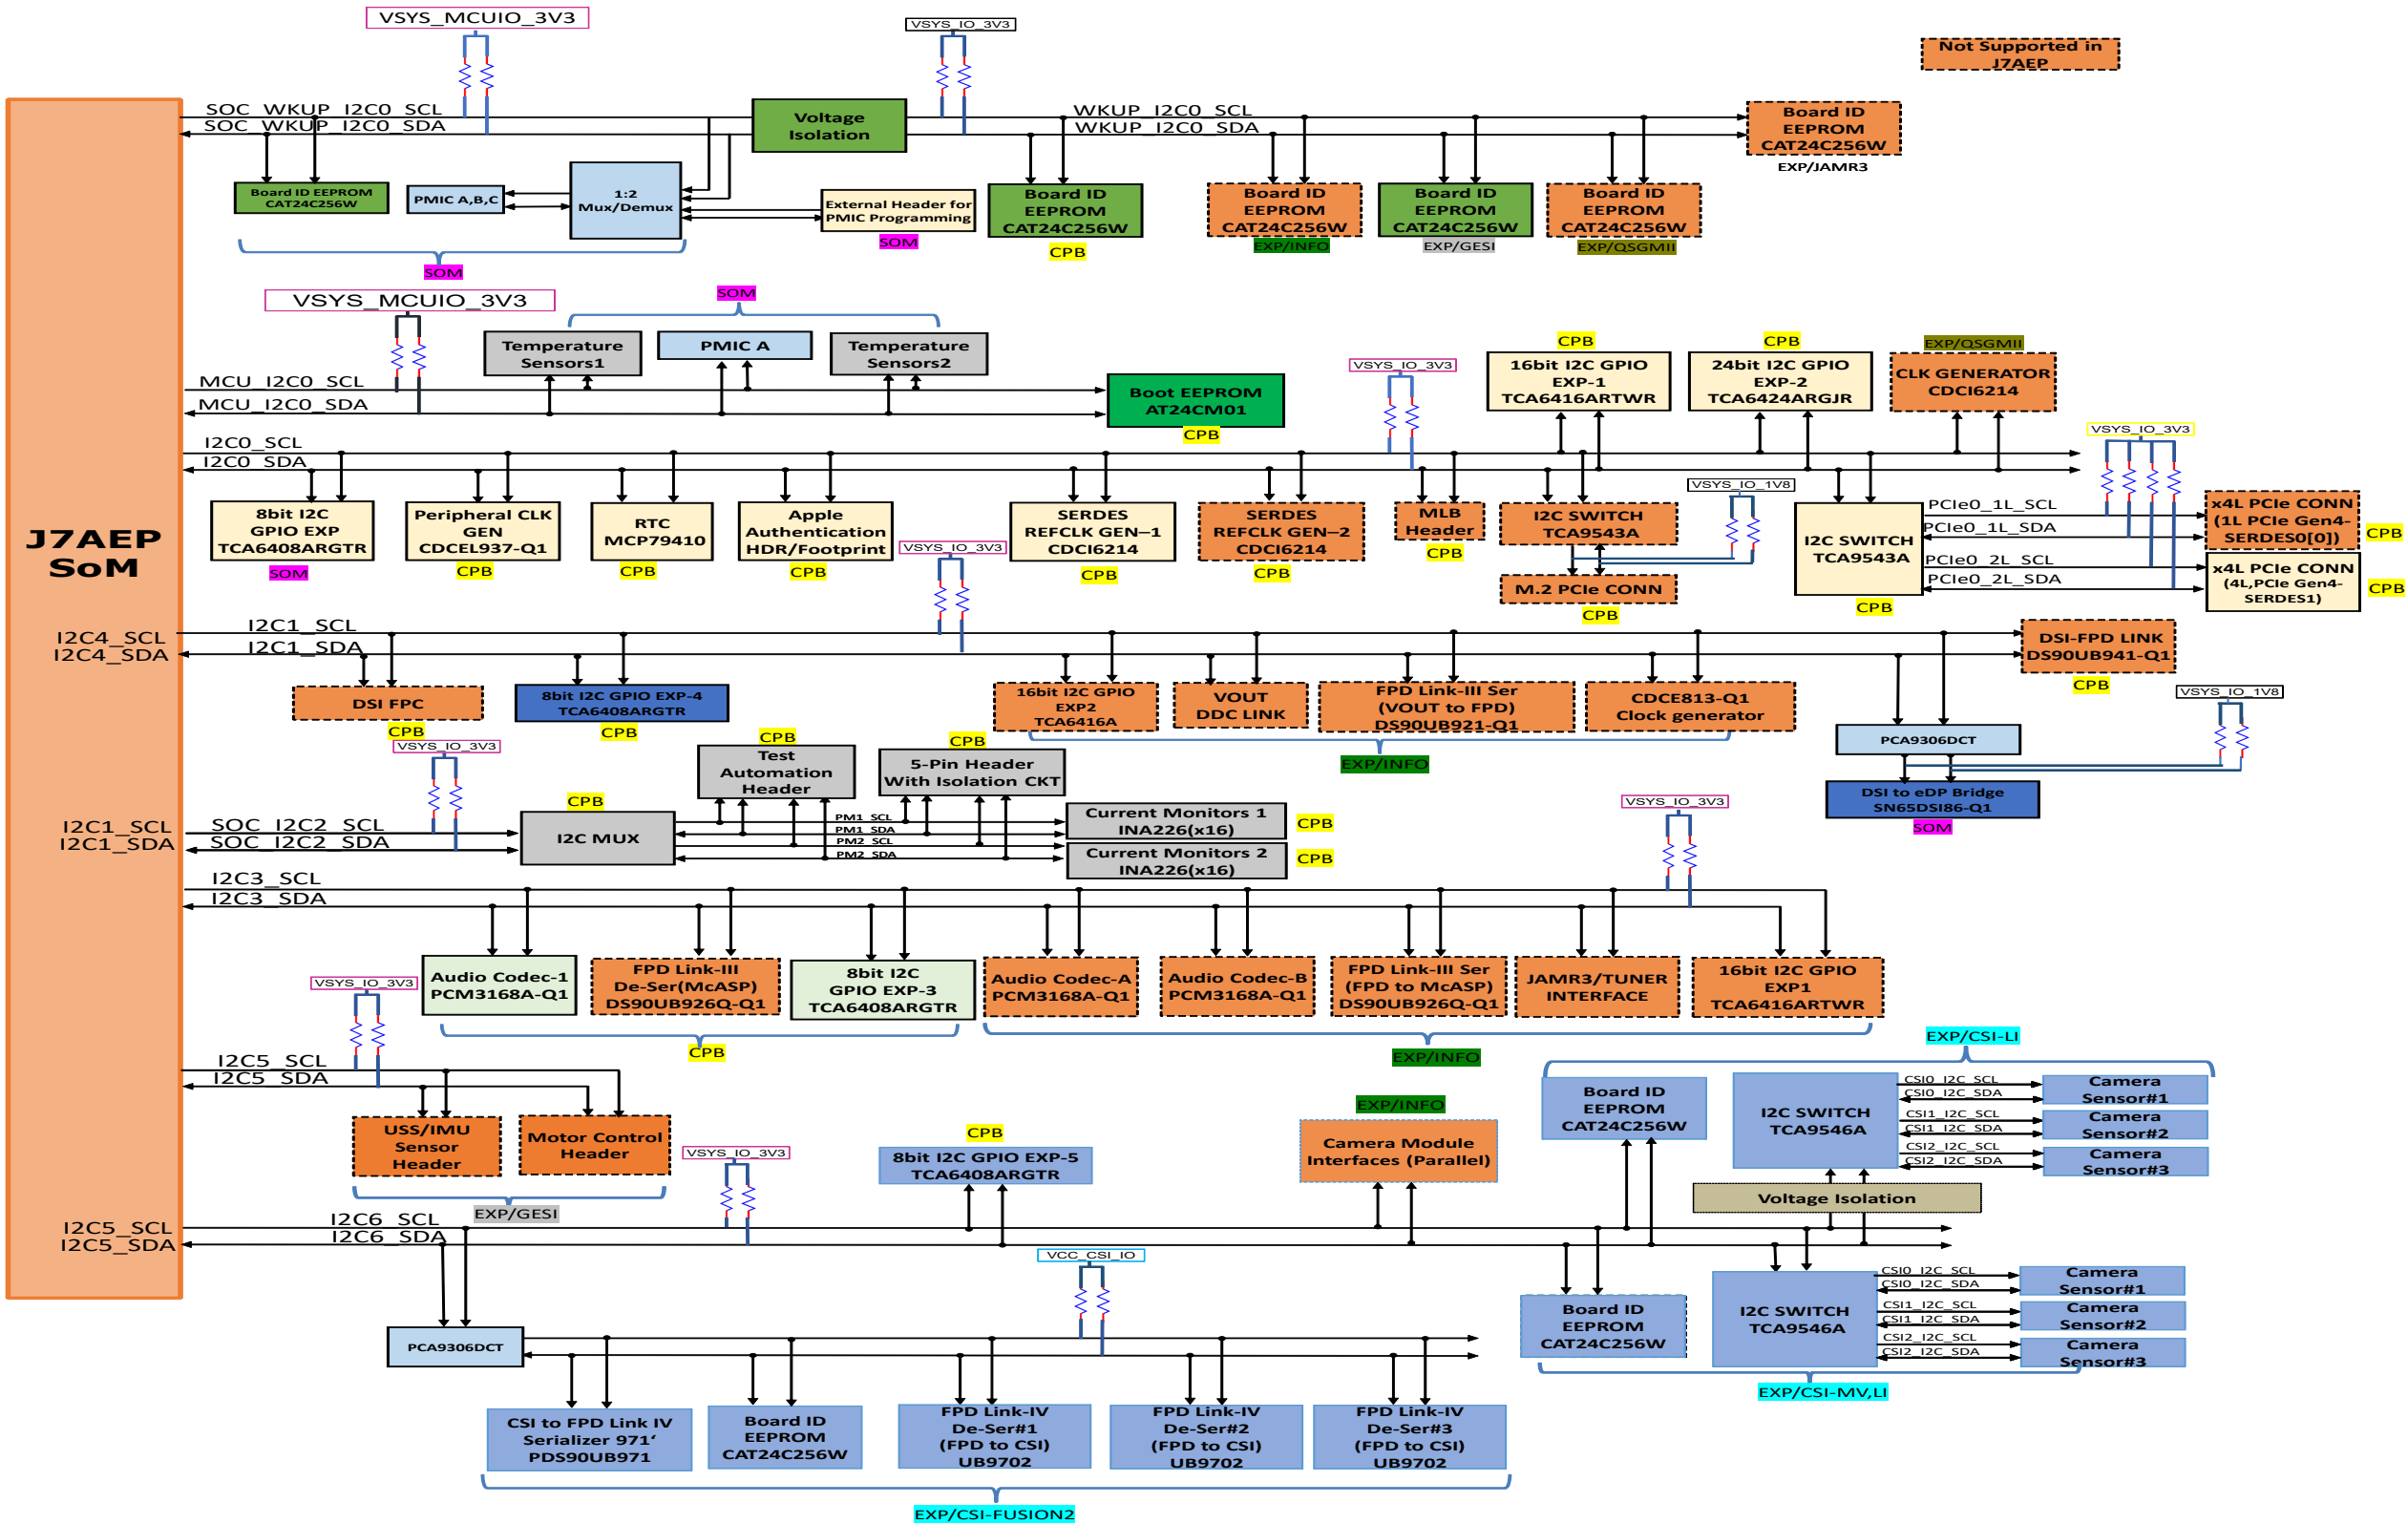 VSYS_MCUIO_3V3
VSYS_IO_3V3
Not Supported in
J7AEP
J7AEP
SoM
SOC_WKUP_I2C0_SCL
SOC_WKUP_I2C0_SDA
Voltage
Isolation
WKUP_I2C0_SCL
WKUP_I2C0_SDA
Board ID
EEPROM
CAT24C256W
EXP/JAMR3
Board ID EEPROM
CAT24C256W
PMIC A,B,C
1:2
Mux/Demux
External Header for
PMIC Programming
SOM
Board ID
EEPROM
CAT24C256W
CPB
Board ID
EEPROM
CAT24C256W
EXP/INFO
Board ID
EEPROM
CAT24C256W
EXP/GESI
Board ID
EEPROM
CAT24C256W
EXP/QSGMII
SOM
VSYS_MCUIO_3V3
SOM
Temperature
Sensors1
PMIC A
Temperature
Sensors2
MCU_I2C0_SCL
MCU_I2C0_SDA
Boot EEPROM
AT24CM01
CPB
VSYS_IO_3V3
CPB
16bit I2C GPIO
EXP-1
TCA6416ARTWR
CPB
24bit I2C GPIO
EXP-2
TCA6424ARGJR
EXP/QSGMII
CLK GENERATOR
CDCI6214
VSYS_IO_3V3
I2C0_SCL
I2C0_SDA
8bit I2C
GPIO EXP
TCA6408ARGTR
SOM
Peripheral CLK
GEN
CDCEL937-Q1
CPB
RTC
MCP79410
CPB
Apple
Authentication
HDR/Footprint
CPB
VSYS_IO_3V3
SERDES
REFCLK GEN–1
CDCI6214
CPB
SERDES
REFCLK GEN–2
CDCI6214
CPB
MLB
Header
CPB
I2C SWITCH
TCA9543A
VSYS_IO_1V8
M.2 PCIe CONN
CPB
I2C SWITCH
TCA9543A
CPB
PCIe0_1L_SCL
PCIe0_1L_SDA
PCIe0_2L_SCL
PCIe0_2L_SDA
x4L PCIe CONN
(1L PCIe Gen4-
SERDES0[0])
CPB
x4L PCIe CONN
(4L,PCIe Gen4-
SERDES1)
CPB
I2C4_SCL
I2C4_SDA
I2C1_SCL
I2C1_SDA
DSI-FPD LINK
DS90UB941-Q1
CPB
DSI FPC
CPB
8bit I2C GPIO EXP-4
TCA6408ARGTR
CPB
16bit I2C GPIO
EXP2
TCA6416A
VOUT
DDC LINK
FPD Link-III Ser
(VOUT to FPD)
DS90UB921-Q1
CDCE813-Q1
Clock generator
EXP/INFO
VSYS_IO_1V8
PCA9306DCT
DSI to eDP Bridge
SN65DSI86-Q1
SOM
VSYS_IO_3V3
CPB
Test
Automation
Header
CPB
5-Pin Header
With Isolation CKT
I2C1_SCL
I2C1_SDA
SOC_I2C2_SCL
SOC_I2C2_SDA
CPB
I2C MUX
PM1_SCL
PM1_SDA
PM2_SCL
PM2_SDA
Current Monitors 1
INA226(x16)
CPB
Current Monitors 2
INA226(x16)
CPB
VSYS_IO_3V3
I2C3_SCL
I2C3_SDA
Audio Codec-1
PCM3168A-Q1
FPD Link-III
De-Ser(McASP)
DS90UB926Q-Q1
8bit I2C
GPIO EXP-3
TCA6408ARGTR
CPB
Audio Codec-A
PCM3168A-Q1
Audio Codec-B
PCM3168A-Q1
FPD Link-III Ser
(FPD to McASP)
DS90UB926Q-Q1
JAMR3/TUNER
INTERFACE
16bit I2C GPIO
EXP1
TCA6416ARTWR
EXP/INFO
VSYS_IO_3V3
I2C5_SCL
I2C5_SDA
USS/IMU
Sensor
Header
Motor Control
Header
EXP/GESI
VSYS_IO_3V3
CPB
8bit I2C GPIO EXP-5
TCA6408ARGTR
EXP/INFO
Camera Module
Interfaces (Parallel)
EXP/CSI-LI
Board ID
EEPROM
CAT24C256W
I2C SWITCH
TCA9546A
CSI0_I2C_SCL
CSI0_I2C_SDA
CSI1_I2C_SCL
CSI1_I2C_SDA
CSI2_I2C_SCL
CSI2_I2C_SDA
Camera
Sensor#1
Camera
Sensor#2
Camera
Sensor#3
Voltage Isolation
I2C5_SCL
I2C5_SDA
I2C6_SCL
I2C6_SDA
VCC_CSI_IO
Board ID
EEPROM
CAT24C256W
I2C SWITCH
TCA9546A
CSI0_I2C_SCL
CSI0_I2C_SDA
CSI1_I2C_SCL
CSI1_I2C_SDA
CSI2_I2C_SCL
CSI2_I2C_SDA
Camera
Sensor#1
Camera
Sensor#2
Camera
Sensor#3
EXP/CSI-MV,LI
PCA9306DCT
CSI to FPD Link IV
Serializer 971‘
PDS90UB971
Board ID
EEPROM
CAT24C256W
FPD Link-IV
De-Ser#1
(FPD to CSI)
UB9702
FPD Link-IV
De-Ser#2
(FPD to CSI)
UB9702
FPD Link-IV
De-Ser#3
(FPD to CSI)
UB9702
EXP/CSI-FUSION2